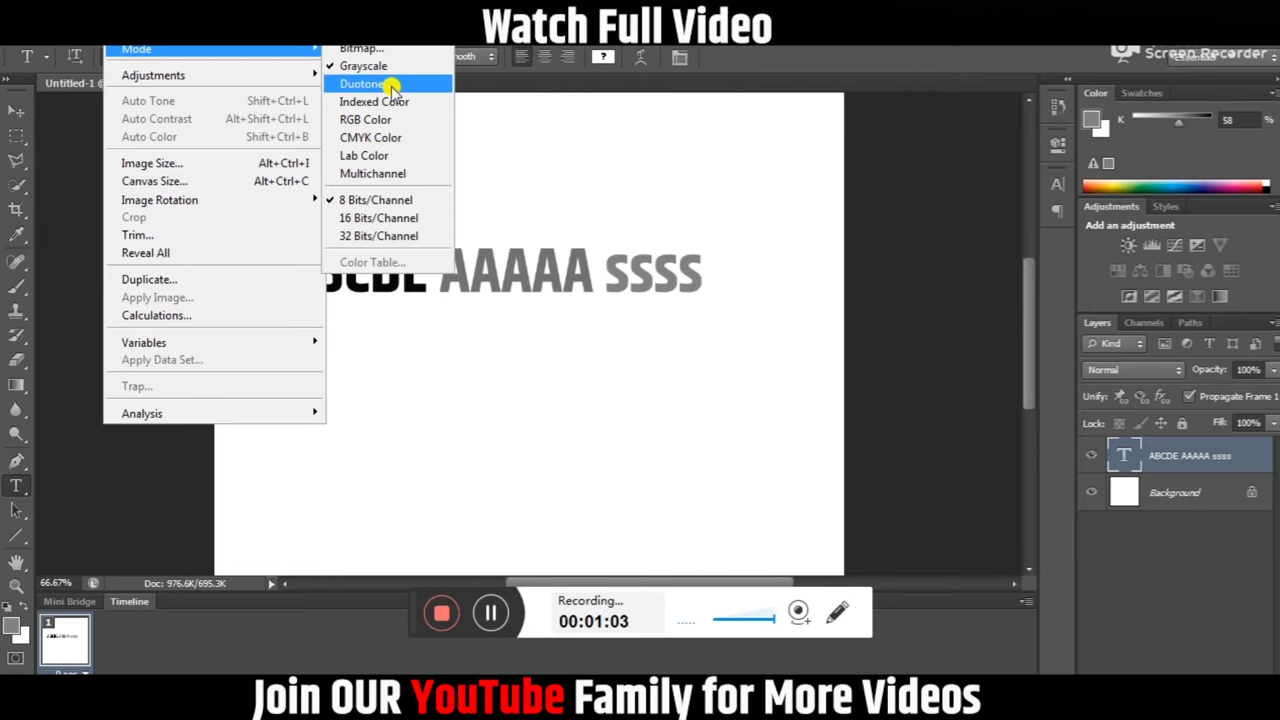 Watch Full Video
Screen Recorder
Mode
Adjustments
Auto Tone Shift+Ctrl+L
Auto Contrast Alt+Shift+Ctrl+L
Auto Color Shift+Ctrl+B
Image Size... Alt+Ctrl+I
Canvas Size... Alt+Ctrl+C
Image Rotation
Crop
Trim...
Reveal All
Duplicate...
Apply Image...
Calculations...
Variables
Apply Data Set...
Trap...
Analysis
Bitmap...
Grayscale
Duotone
Indexed Color
RGB Color
CMYK Color
Lab Color
Multichannel
8 Bits/Channel
16 Bits/Channel
32 Bits/Channel
Color Table...
Untitled-1 @
AAAAA ssss
Color Swatches
K 58 %
Adjustments Styles
Add an adjustment
Layers Channels Paths
Kind
Normal Opacity: 100%
Unify: Propagate Frame 1
Lock: Fill: 100%
ABCDE AAAAA ssss
Background
66.67% Doc: 976.6K/695.3K
Mini Bridge Timeline
1
Recording...
00:01:03
Join OUR YouTube Family for More Videos